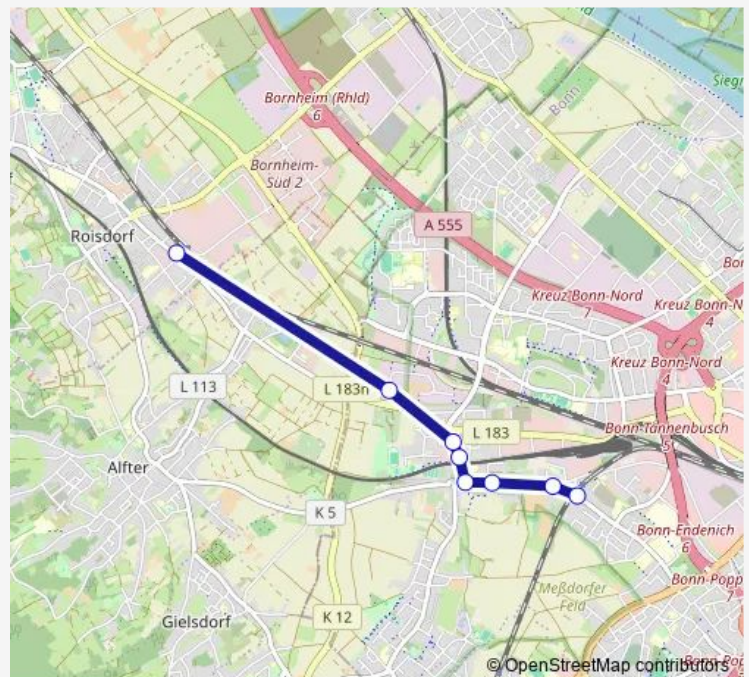 Siegr
Bornheim (Rhld)
6
Bonn
Bornheim-
Süd 2
Roisdorf
A 555
Bor
Kreuz Bonn-Nord
7
Kreuz Bonn-N
4
Kreuz Bonn-Nord
4
L 113
L 183n
L 183
Bonn-Tannenbusch
5
Alfter
K 5
Bonn-Endenich
6
Meßdorfer
Feld
Bonn-Popp
7
K 12
Gielsdorf
© OpenStreetMap contributors